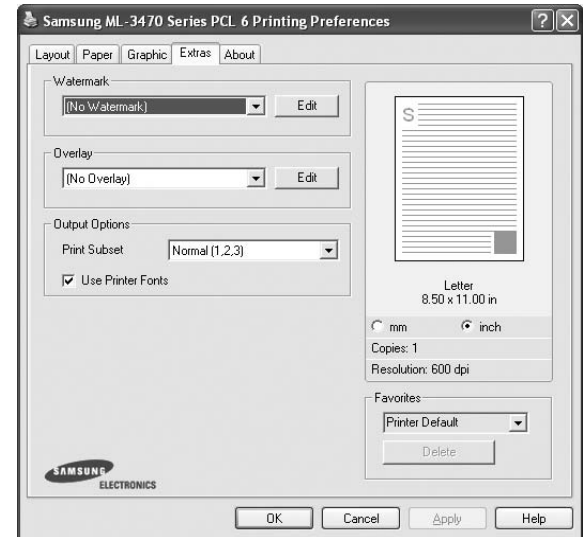 Samsung ML-3470 Series PCL 6 Printing Preferences
Layout Paper Graphic Extras About
Watermark
(No Watermark) Edit
Overlay
(No Overlay) Edit
Output Options
Print Subset Normal (1,2,3)
Use Printer Fonts
S
Letter
8.50 x 11.00 in
mm inch
Copies: 1
Resolution: 600 dpi
Favorites
Printer Default
Delete
SAMSUNG
ELECTRONICS
OK Cancel Apply Help